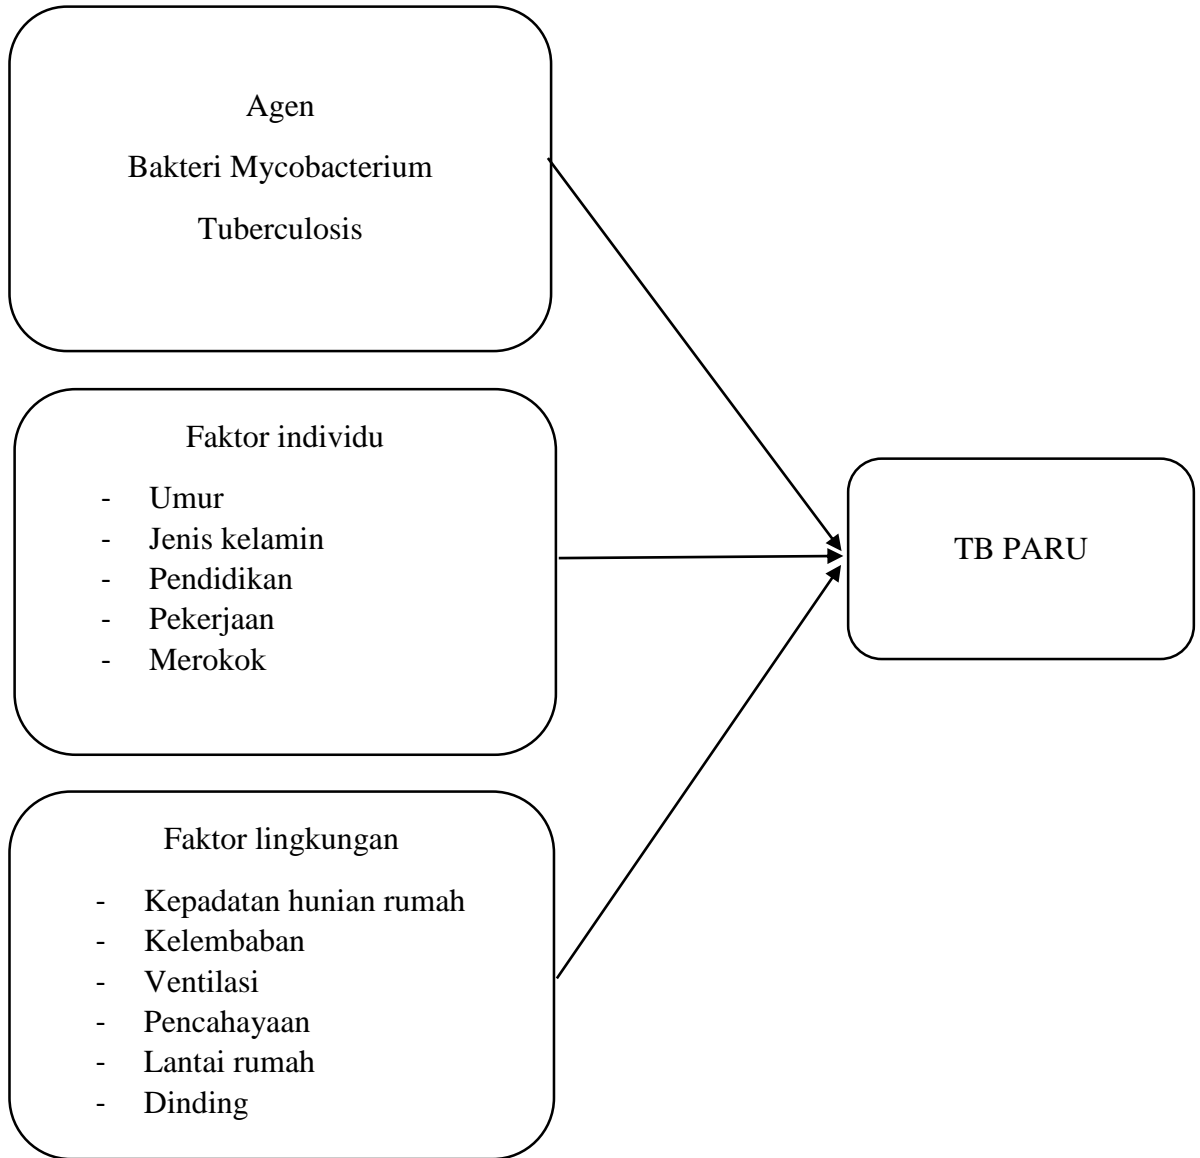 Agen
Bakteri Mycobacterium
Tuberculosis
Faktor individu
- Umur
- Jenis kelamin
- Pendidikan
- Pekerjaan
- Merokok
TB PARU
Faktor lingkungan
- Kepadatan hunian rumah
- Kelembaban
- Ventilasi
- Pencahayaan
- Lantai rumah
- Dinding